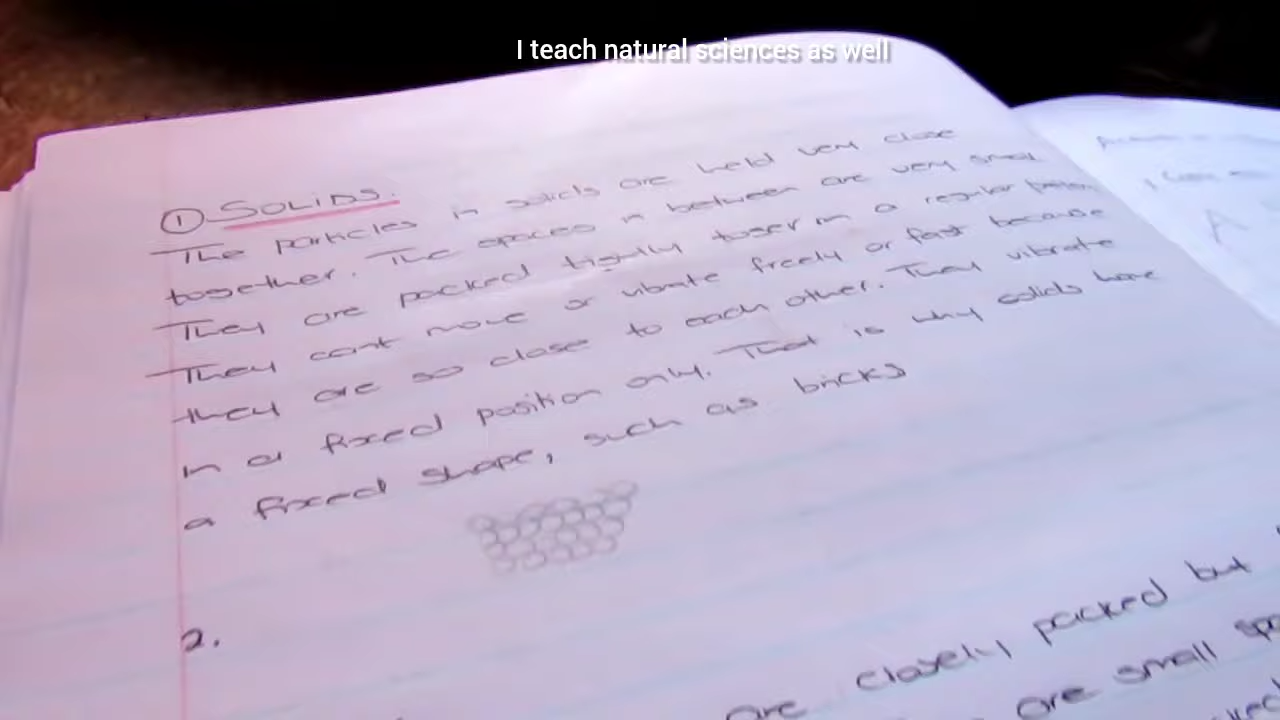 I teach natural sciences as well
① SOLIDS.
The particles in solids are held very close
together. The spaces in between are very small
They are packed tightly toger in a regular pattern
They cant move or vibrate freely or fast because
they are so close to each other. They vibrate
in a fixed position only. That is why solids have
a fixed shape, such as bricks
2.
are closely packed but
are small